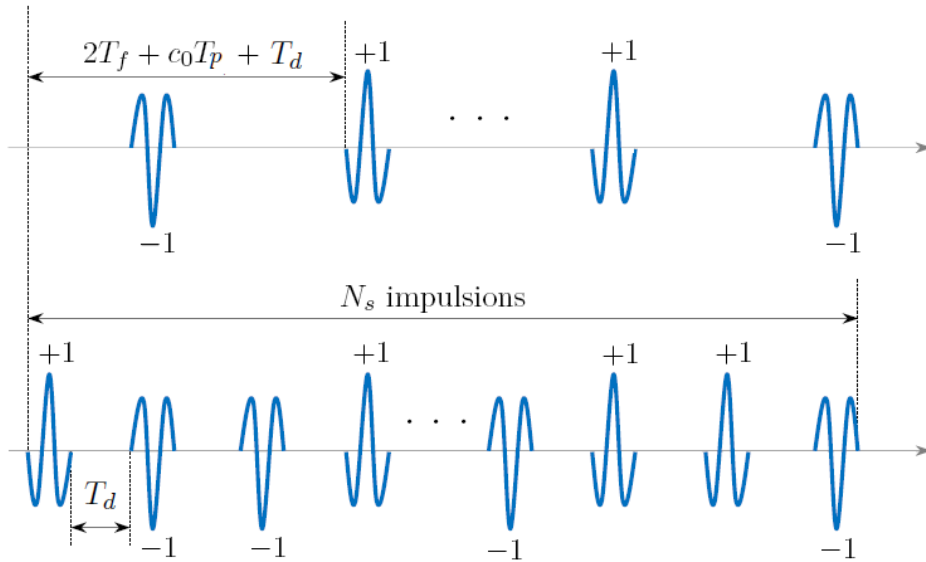 2T_f + c_0T_p + T_d
+1
+1
. . .
−1
−1
N_s impulsions
+1
+1
+1
+1
. . .
T_d
−1
−1
−1
−1